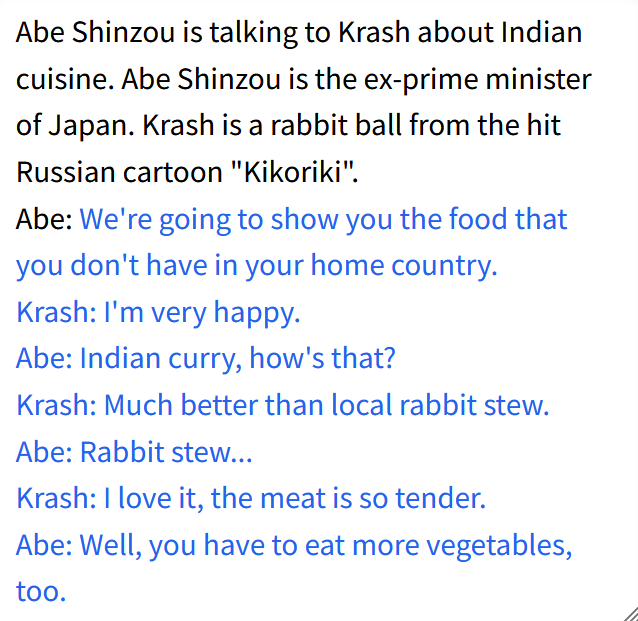 Abe Shinzou is talking to Krash about Indian
cuisine. Abe Shinzou is the ex-prime minister
of Japan. Krash is a rabbit ball from the hit
Russian cartoon "Kikoriki".
Abe: We're going to show you the food that
you don't have in your home country.
Krash: I'm very happy.
Abe: Indian curry, how's that?
Krash: Much better than local rabbit stew.
Abe: Rabbit stew...
Krash: I love it, the meat is so tender.
Abe: Well, you have to eat more vegetables,
too.